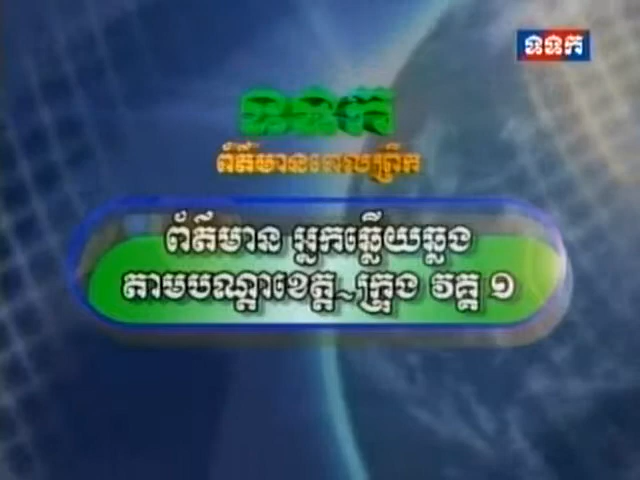 ទទក
ទទក
ព័ត៌មានពេលព្រឹក
ព័ត៌មាន អ្នកឆ្លើយឆ្លង
តាមបណ្តាខេត្ត~ក្រុង វគ្គ ១